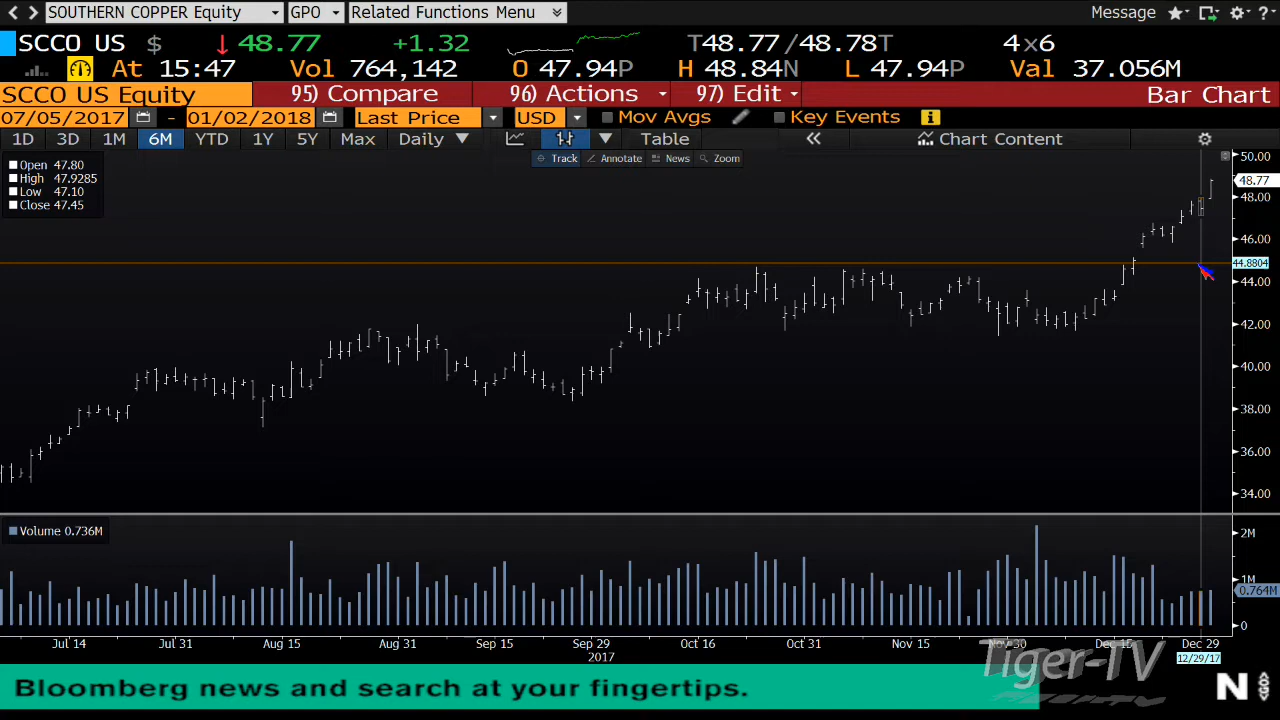 SOUTHERN COPPER Equity GPO Related Functions Menu Message ?
SCCO US $ ↓48.77 +1.32 T48.77/48.78T 4×6
At 15:47 Vol 764,142 O 47.94P H 48.84N L 47.94P Val 37.056M
SCCO US Equity 95) Compare 96) Actions 97) Edit Bar Chart
07/05/2017 - 01/02/2018 Last Price USD Mov Avgs Key Events
1D 3D 1M 6M YTD 1Y 5Y Max Daily Table Chart Content
Track Annotate News Zoom
Open 47.80
High 47.9285
Low 47.10
Close 47.45
50.00
48.77
48.00
46.00
44.8804
44.00
42.00
40.00
38.00
36.00
34.00
Volume 0.736M
2M
1M
0.764M
0
Jul 14 Jul 31 Aug 15 Aug 31 Sep 15 Sep 29 Oct 16 Oct 31 Nov 15 Nov 30 Dec 15 Dec 29
2017 12/29/17
Tiger-TV
Bloomberg news and search at your fingertips.
N